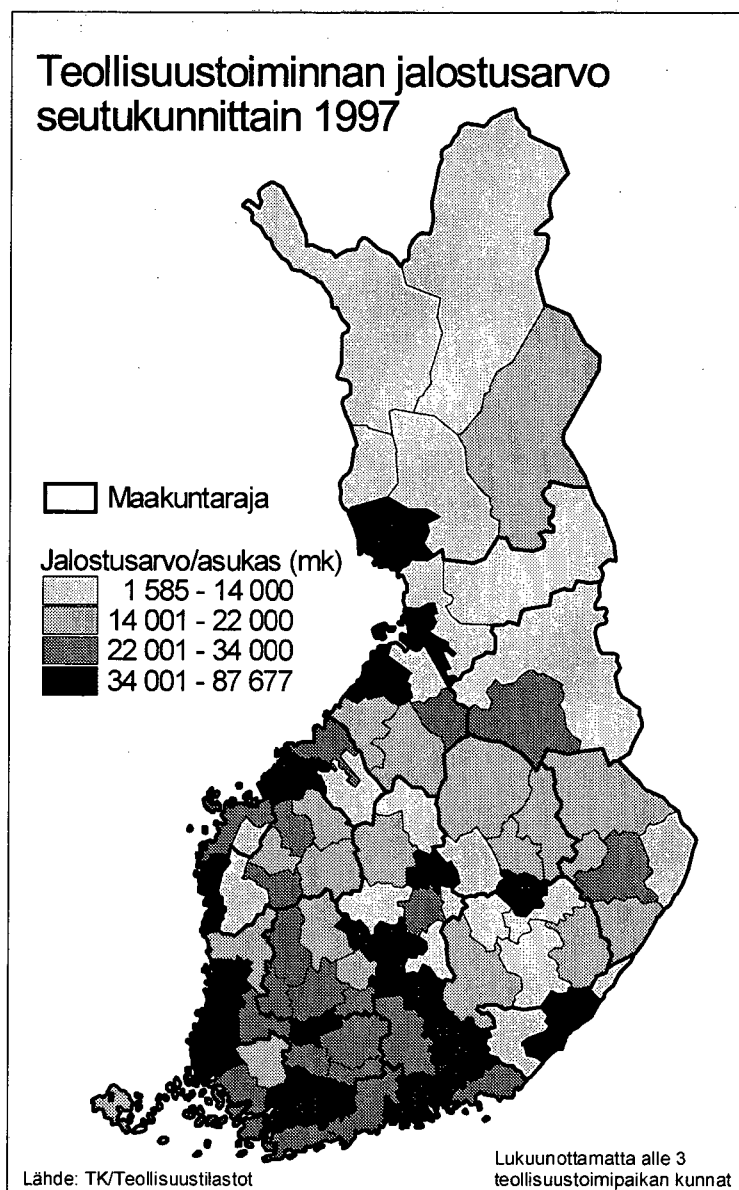 Teollisuustoiminnan jalostusarvo
seutukunnittain 1997
Maakuntaraja
Jalostusarvo/asukas (mk)
1 585 - 14 000
14 001 - 22 000
22 001 - 34 000
34 001 - 87 677
Lähde: TK/Teollisuustilastot
Lukuunottamatta alle 3
teollisuustoimipaikan kunnat